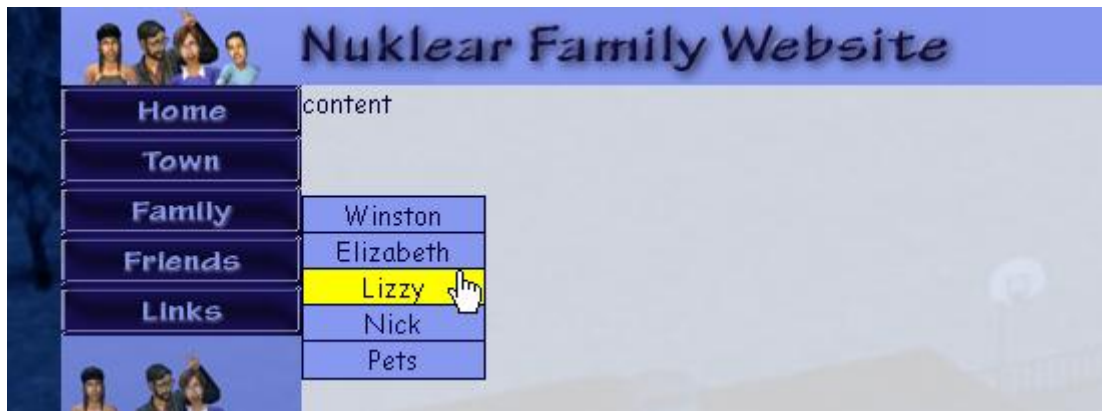 Nuklear Family Website
Home
content
Town
Family
Winston
Elizabeth
Friends
Lizzy
Links
Nick
Pets